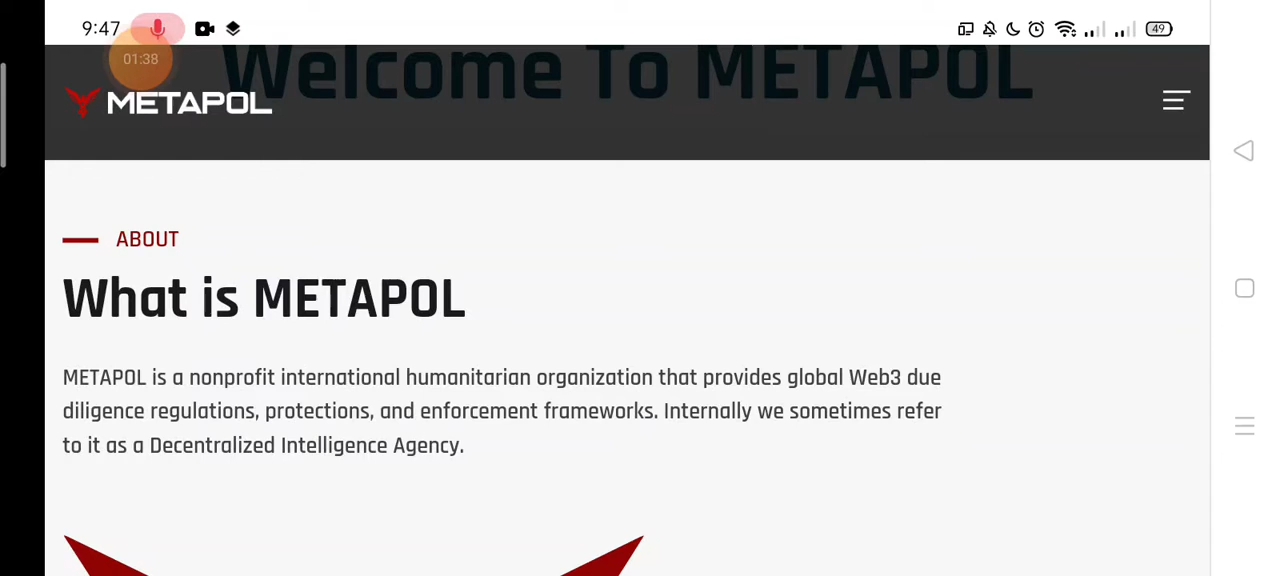 9:47
49
01:38
Welcome To METAPOL
METAPOL
ABOUT
What is METAPOL
METAPOL is a nonprofit international humanitarian organization that provides global Web3 due
diligence regulations, protections, and enforcement frameworks. Internally we sometimes refer
to it as a Decentralized Intelligence Agency.